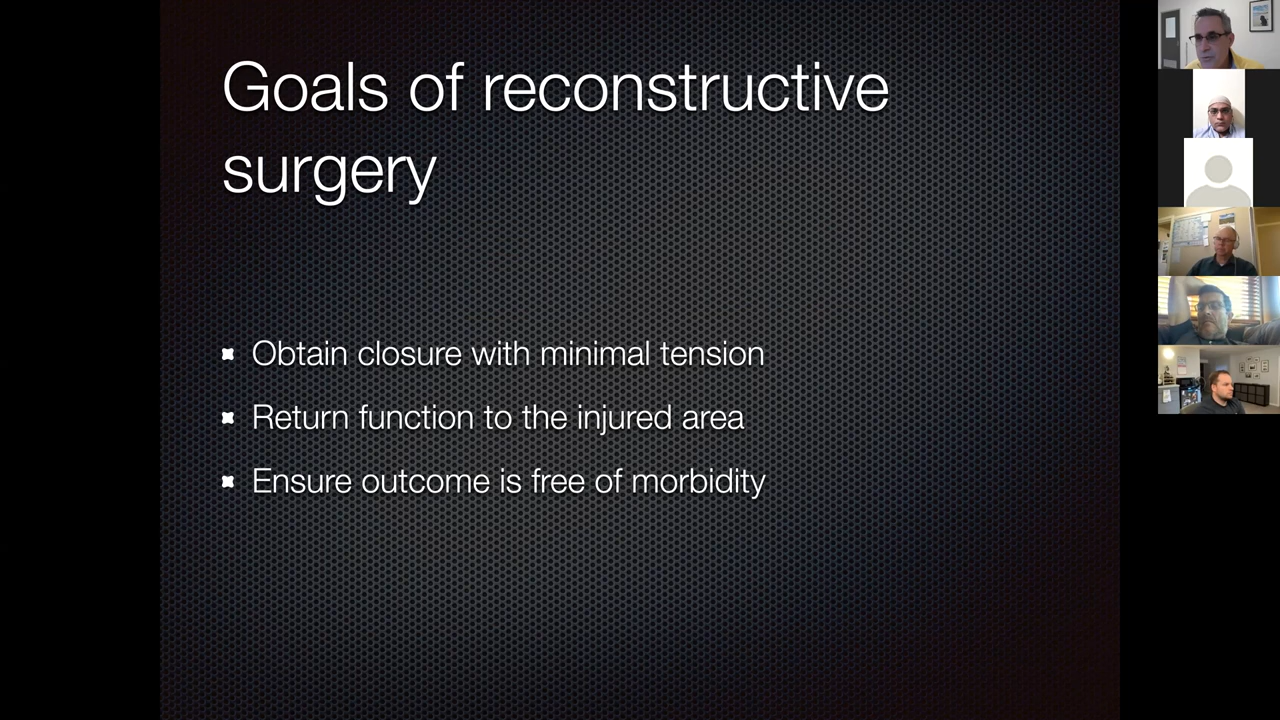 Goals of reconstructive
surgery
Obtain closure with minimal tension
Return function to the injured area
Ensure outcome is free of morbidity